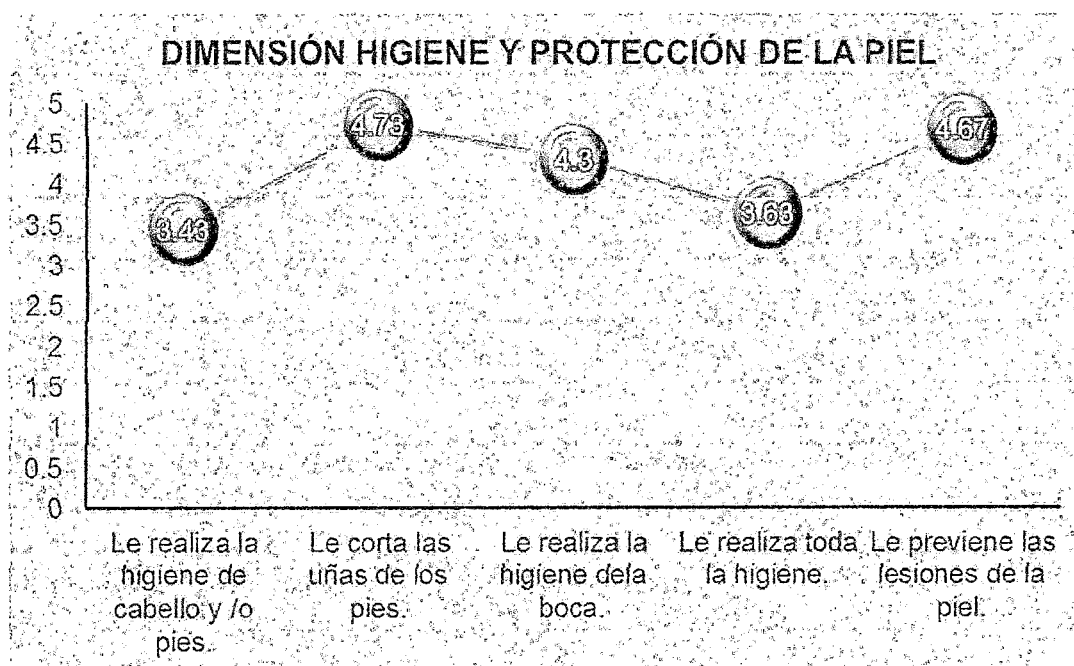 DIMENSIÓN HIGIENE Y PROTECCIÓN DE LA PIEL
5
4.5
4
3.5
3
2.5
2
1.5
1
0.5
0
3.43
4.73
4.3
3.63
4.67
Le realiza la
higiene de
cabello y /o
pies.
Le corta las
uñas de los
pies.
Le realiza la
higiene dela
boca.
Le realiza toda
la higiene.
Le previene las
lesiones de la
piel.